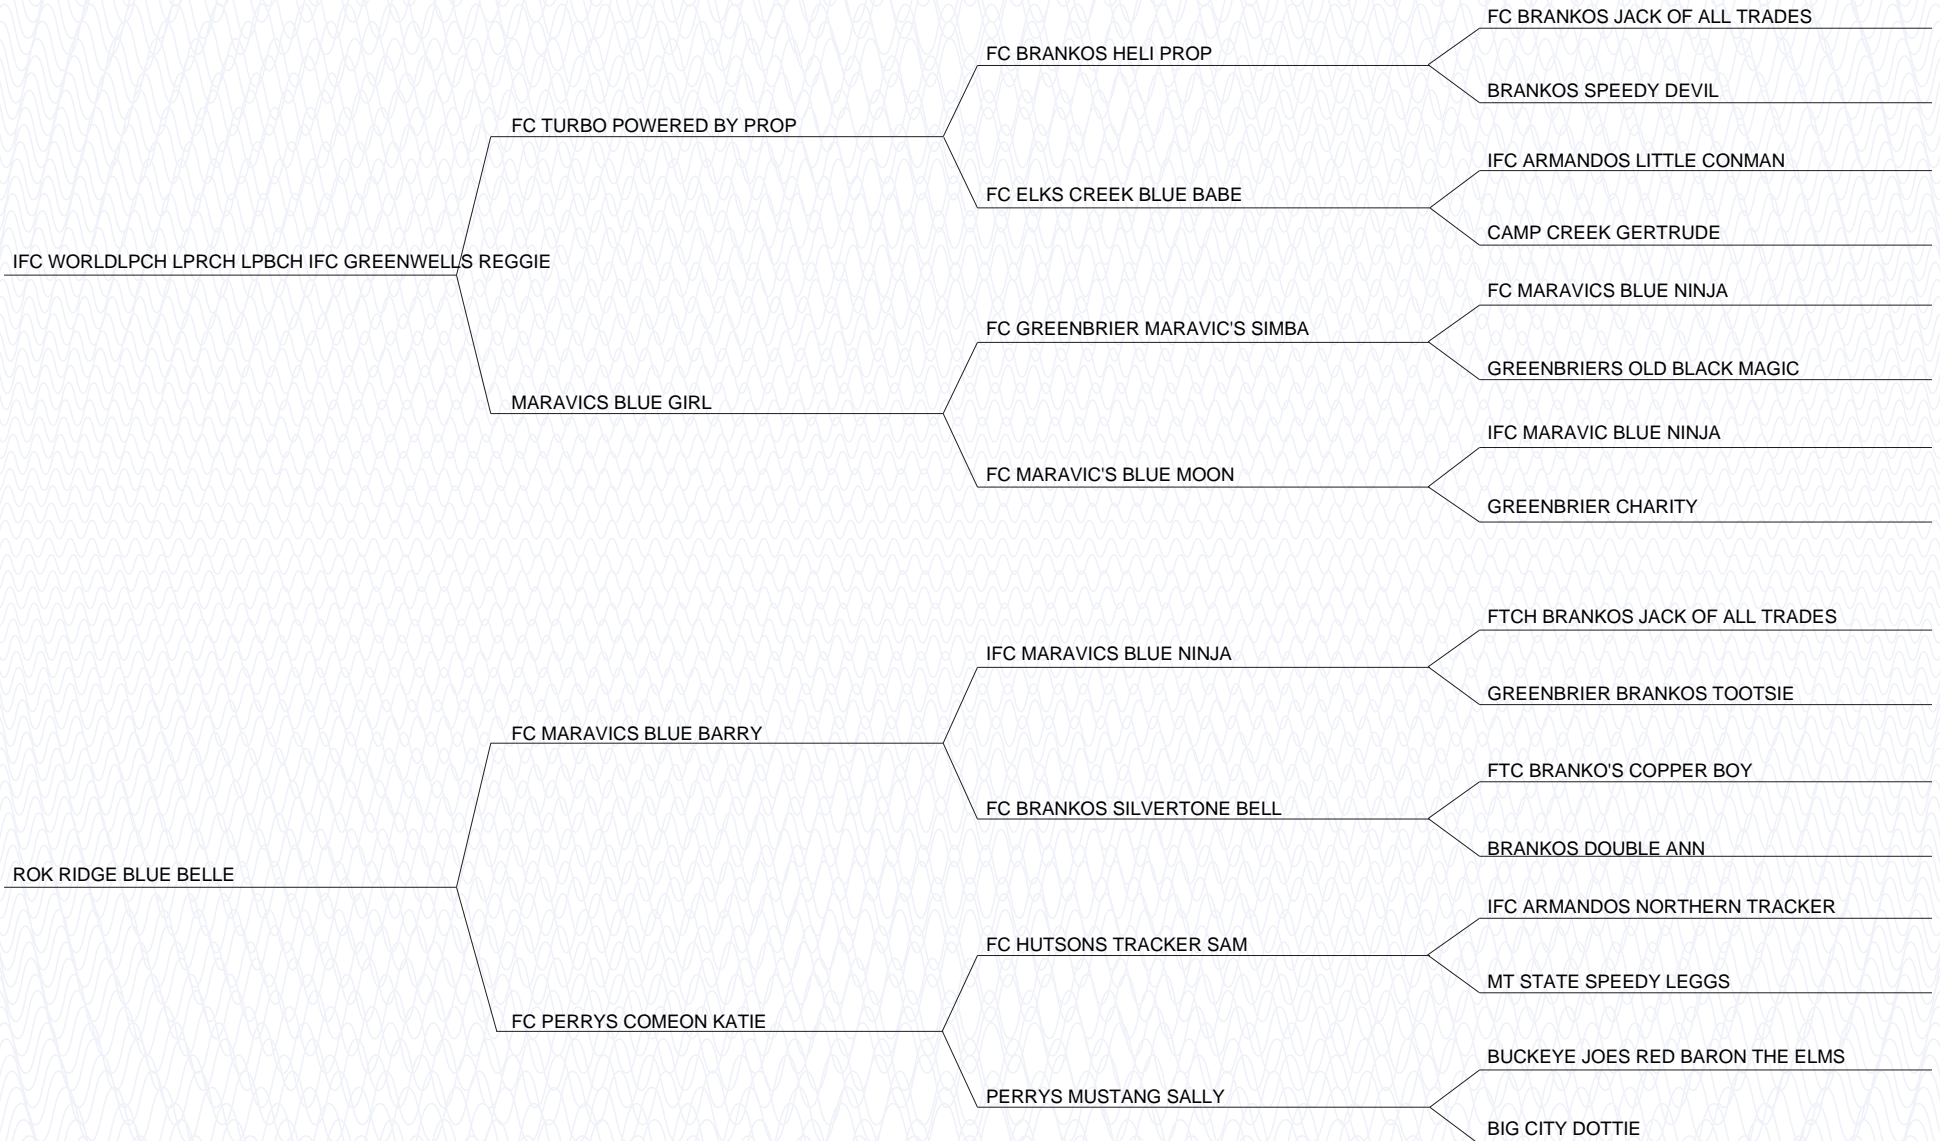 FC BRANKOS JACK OF ALL TRADES
FC BRANKOS HELI PROP
BRANKOS SPEEDY DEVIL
FC TURBO POWERED BY PROP
IFC ARMANDOS LITTLE CONMAN
FC ELKS CREEK BLUE BABE
CAMP CREEK GERTRUDE
IFC WORLDLPCH LPRCH LPBCH IFC GREENWELLS REGGIE
FC MARAVICS BLUE NINJA
FC GREENBRIER MARAVIC'S SIMBA
GREENBRIERS OLD BLACK MAGIC
MARAVICS BLUE GIRL
IFC MARAVIC BLUE NINJA
FC MARAVIC'S BLUE MOON
GREENBRIER CHARITY
FTCH BRANKOS JACK OF ALL TRADES
IFC MARAVICS BLUE NINJA
GREENBRIER BRANKOS TOOTSIE
FC MARAVICS BLUE BARRY
FTC BRANKO'S COPPER BOY
FC BRANKOS SILVERTONE BELL
BRANKOS DOUBLE ANN
ROK RIDGE BLUE BELLE
IFC ARMANDOS NORTHERN TRACKER
FC HUTSONS TRACKER SAM
MT STATE SPEEDY LEGGS
FC PERRYS COMEON KATIE
BUCKEYE JOES RED BARON THE ELMS
PERRYS MUSTANG SALLY
BIG CITY DOTTIE